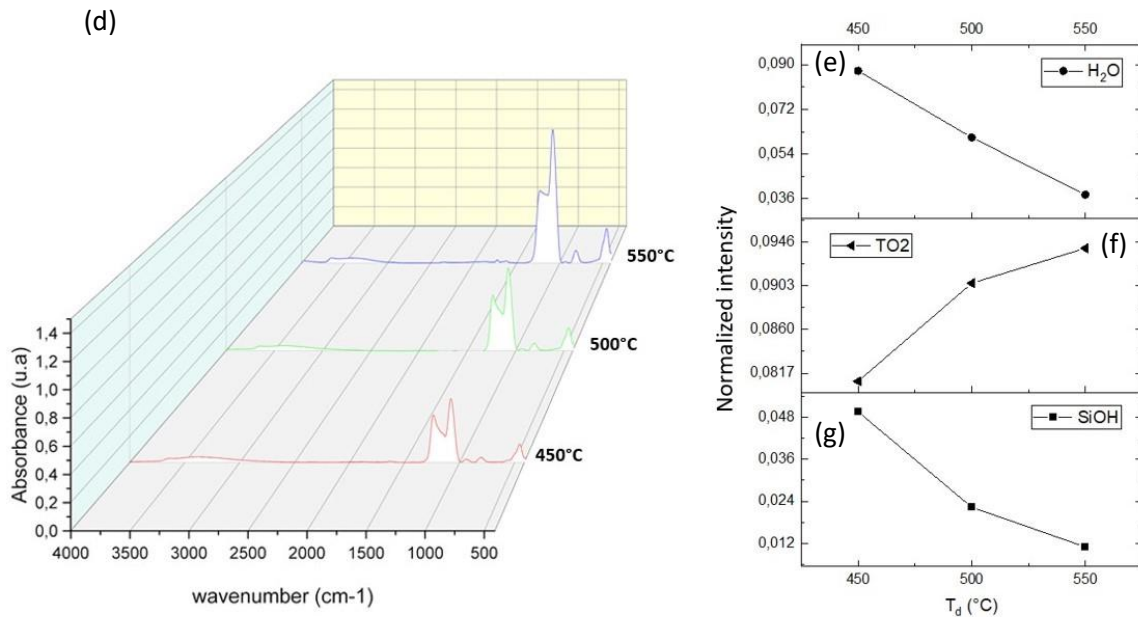 (d)
550°C
500°C
450°C
1,4
1,2
1,0
0,8
0,6
0,4
0,2
0,0
Absorbance (u.a)
4000 3500 3000 2500 2000 1500 1000 500
wavenumber (cm-1)
450 500 550
(e)
H₂O
0,090
0,072
0,054
0,036
Normalized intensity
TO2
(f)
0,0946
0,0903
0,0860
0,0817
(g)
SiOH
0,048
0,036
0,024
0,012
450 500 550
T_d (°C)